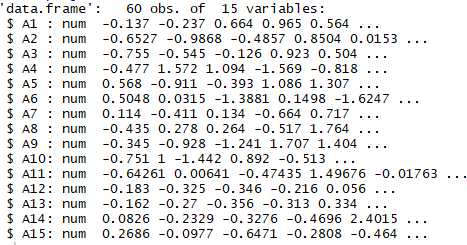 'data.frame':   60 obs. of  15 variables:
 $ A1 : num  -0.137 -0.237 0.664 0.965 0.564 ...
 $ A2 : num  -0.6527 -0.9868 -0.4857 0.8504 0.0153 ...
 $ A3 : num  -0.755 -0.545 -0.126 0.923 0.504 ...
 $ A4 : num  -0.477 1.572 1.094 -1.569 -0.818 ...
 $ A5 : num  0.568 -0.911 -0.393 1.086 1.307 ...
 $ A6 : num  0.5048 0.0315 -1.3881 0.1498 -1.6247 ...
 $ A7 : num  0.114 -0.411 0.134 -0.664 0.717 ...
 $ A8 : num  -0.435 0.278 0.264 -0.517 1.764 ...
 $ A9 : num  -0.345 -0.928 -1.241 1.707 1.404 ...
 $ A10: num  -0.751 1 -1.442 0.892 -0.513 ...
 $ A11: num  -0.64261 0.00641 -0.47435 1.49676 -0.01763 ...
 $ A12: num  -0.183 -0.325 -0.346 -0.216 0.056 ...
 $ A13: num  -0.162 -0.27 -0.356 -0.313 0.334 ...
 $ A14: num  0.0826 -0.2329 -0.3276 -0.4696 2.4015 ...
 $ A15: num  0.2686 -0.0977 -0.6471 -0.2808 -0.464 ...